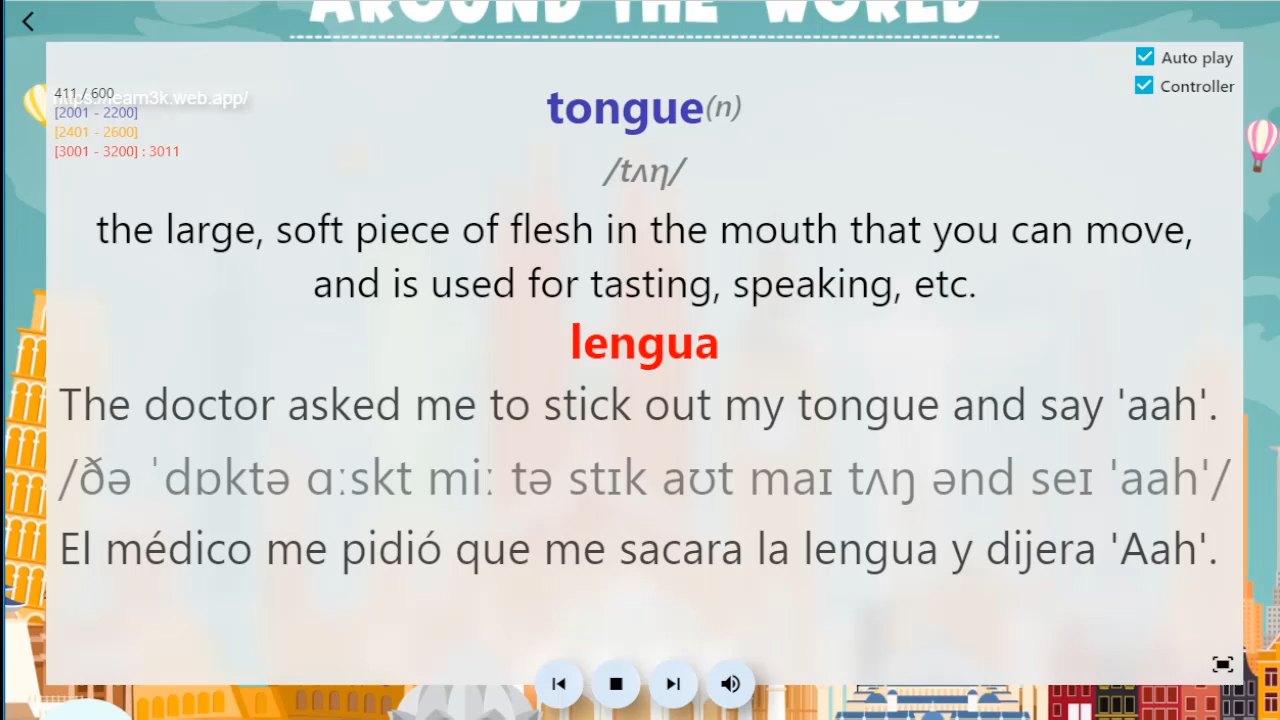 AROUND THE WORLD
Auto play
Controller
411 / 600
https://learn3k.web.app/
[2001 - 2200]
[2401 - 2600]
[3001 - 3200] : 3011
tongue(n)
/tʌŋ/
the large, soft piece of flesh in the mouth that you can move,
and is used for tasting, speaking, etc.
lengua
The doctor asked me to stick out my tongue and say 'aah'.
/ðə ˈdɒktə ɑːskt miː tə stɪk aʊt maɪ tʌŋ ənd seɪ 'aah'/
El médico me pidió que me sacara la lengua y dijera 'Aah'.